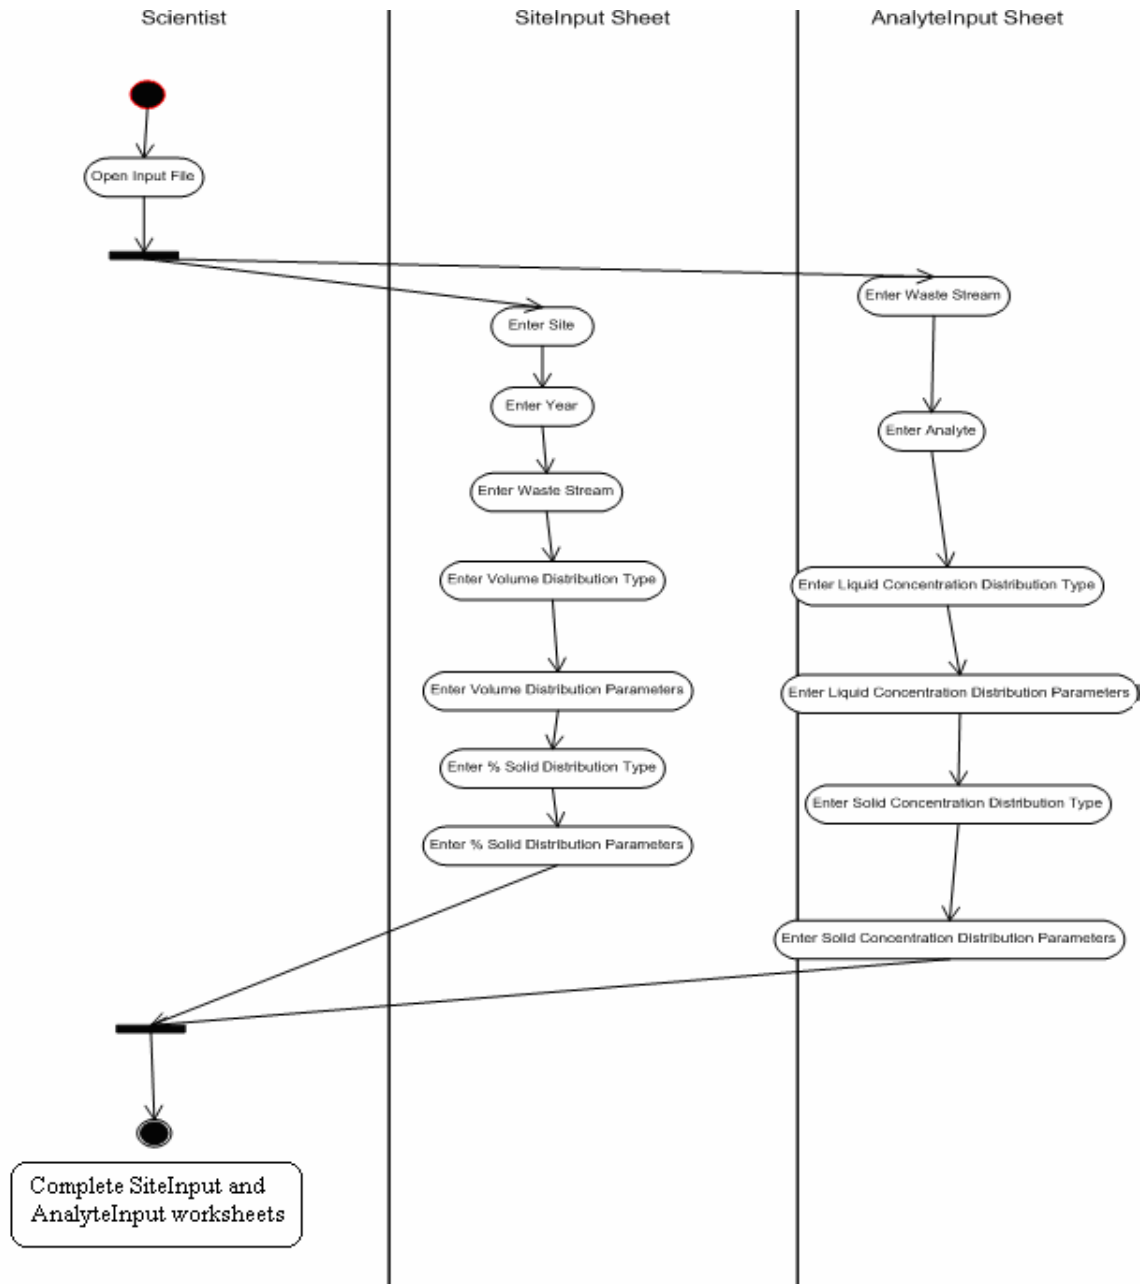 Scientist
SiteInput Sheet
AnalyteInput Sheet
Open Input File
Enter Waste Stream
Enter Site
Enter Year
Enter Analyte
Enter Waste Stream
Enter Volume Distribution Type
Enter Liquid Concentration Distribution Type
Enter Volume Distribution Parameters
Enter Liquid Concentration Distribution Parameters
Enter % Solid Distribution Type
Enter Solid Concentration Distribution Type
Enter % Solid Distribution Parameters
Enter Solid Concentration Distribution Parameters
Complete SiteInput and
AnalyteInput worksheets